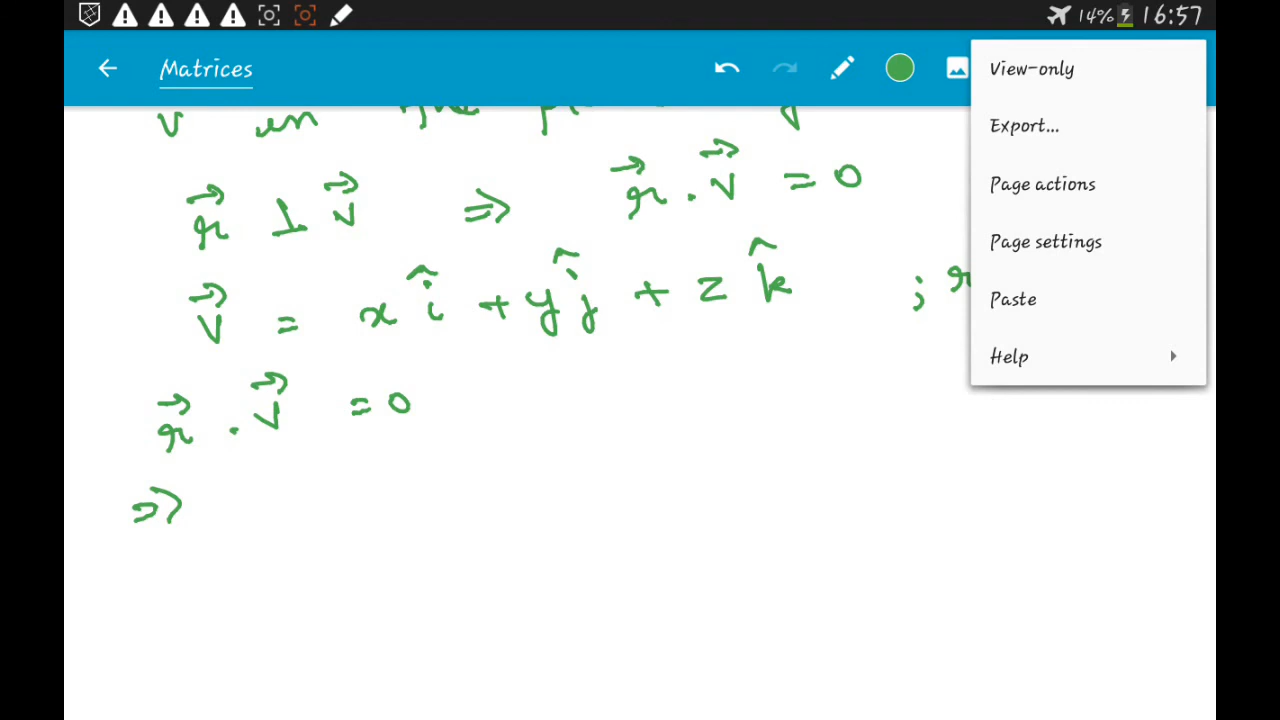 14% 16:57
Matrices
View-only
Export...
Page actions
Page settings
Paste
Help
v in the
r⃗ ⊥ v⃗ ⇒ r⃗ . v⃗ = 0
v⃗ = x î + y ĵ + z k̂ ; r
r⃗ . v⃗ = 0
⇒